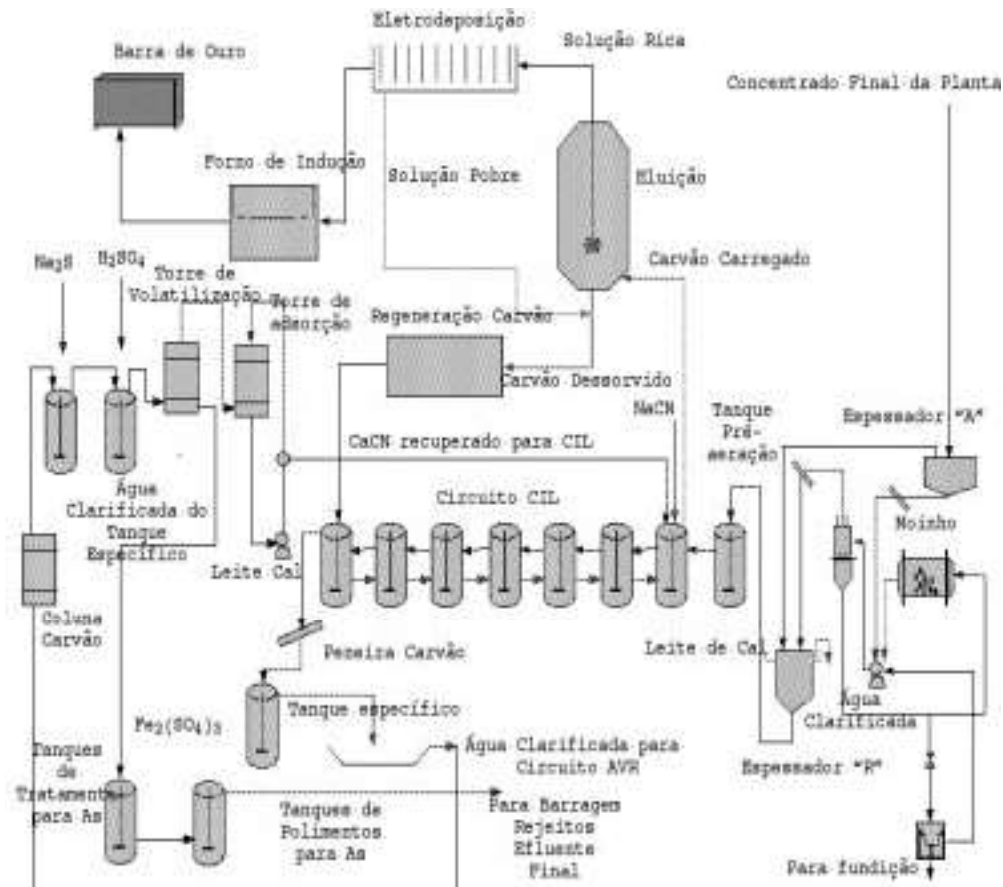 Eletrodeposição
Solução Rica
Barra de Ouro
Concentrado Final da Planta
Forno de Indução
Solução Pobre
Eluição
Na₂S
H₂SO₄
Torre de
Volatilização
Torre de
adsorção
Carvão Carregado
Regeneração Carvão
Carvão Dessorvido
NaCN
Tanque
Pré-
aeração
Espessador "A"
CaCN recuperado para CIL
Circuito CIL
Moinho
Água
Clarificada do
Tanque
Específico
Leite Cal
Coluna
Carvão
Peneira Carvão
Leite de Cal
Tanque específico
Água
Clarificada
Fe₂(SO₄)₃
Água Clarificada para
Circuito AVR
Espessador "R"
Tanques
de
Tratamento
para As
Tanques de
Polimentos
para As
Para Barragem
Rejeitos
Efluente
Final
Para fundição